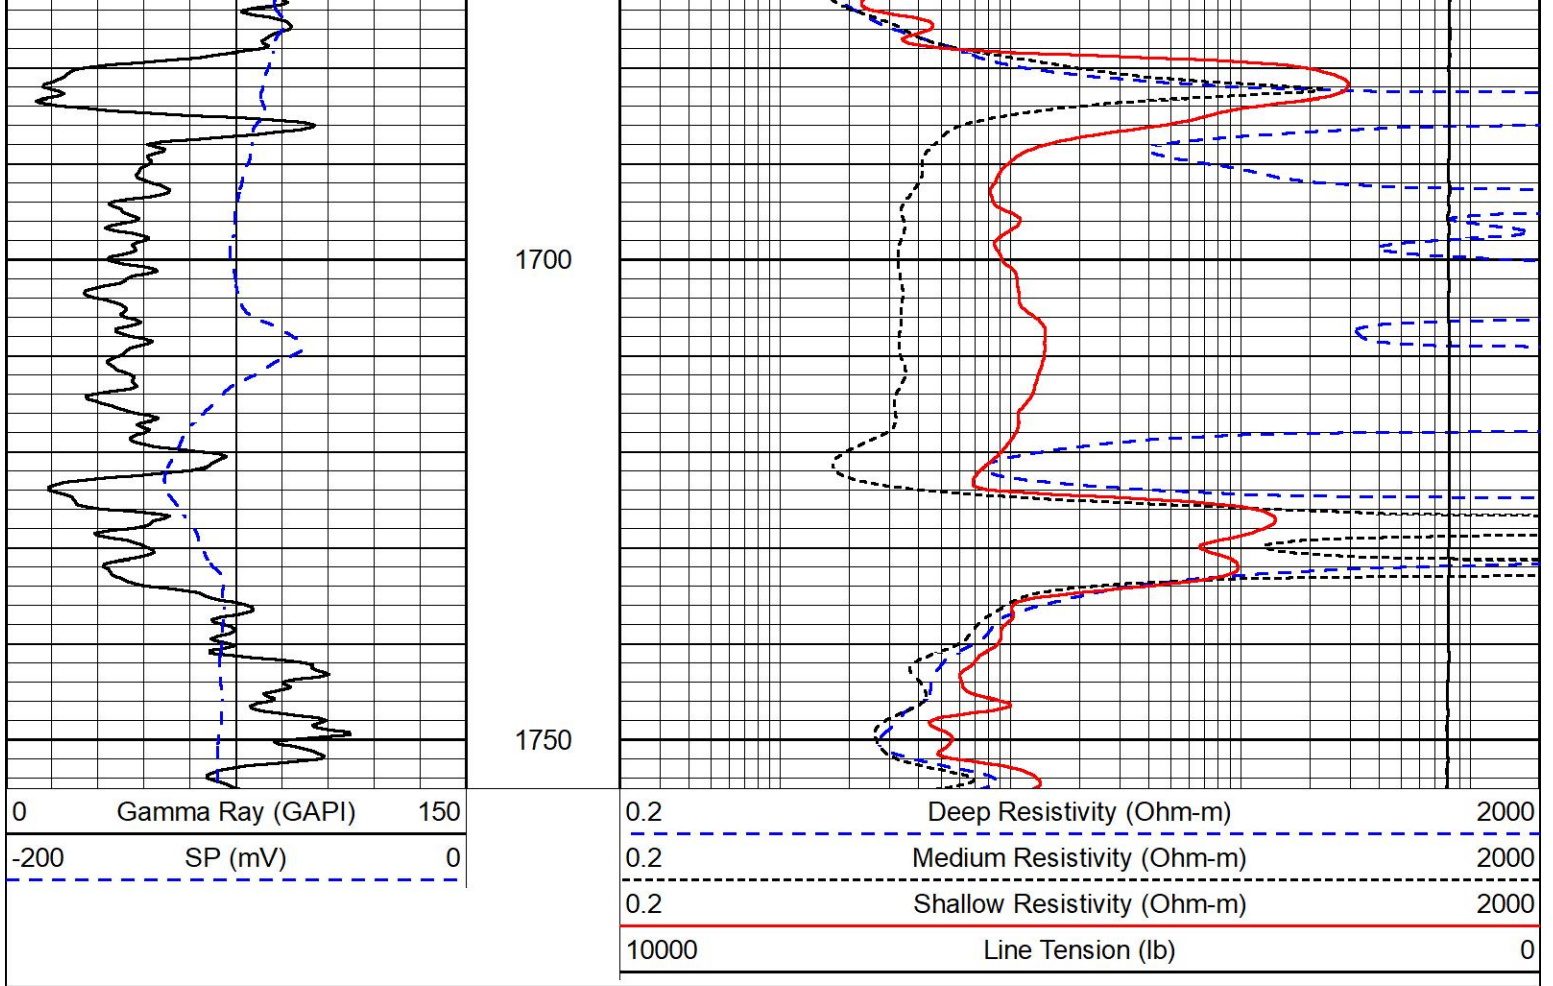 1700
1750
0 Gamma Ray (GAPI) 150
-200 SP (mV) 0
0.2 Deep Resistivity (Ohm-m) 2000
0.2 Medium Resistivity (Ohm-m) 2000
0.2 Shallow Resistivity (Ohm-m) 2000
10000 Line Tension (lb) 0